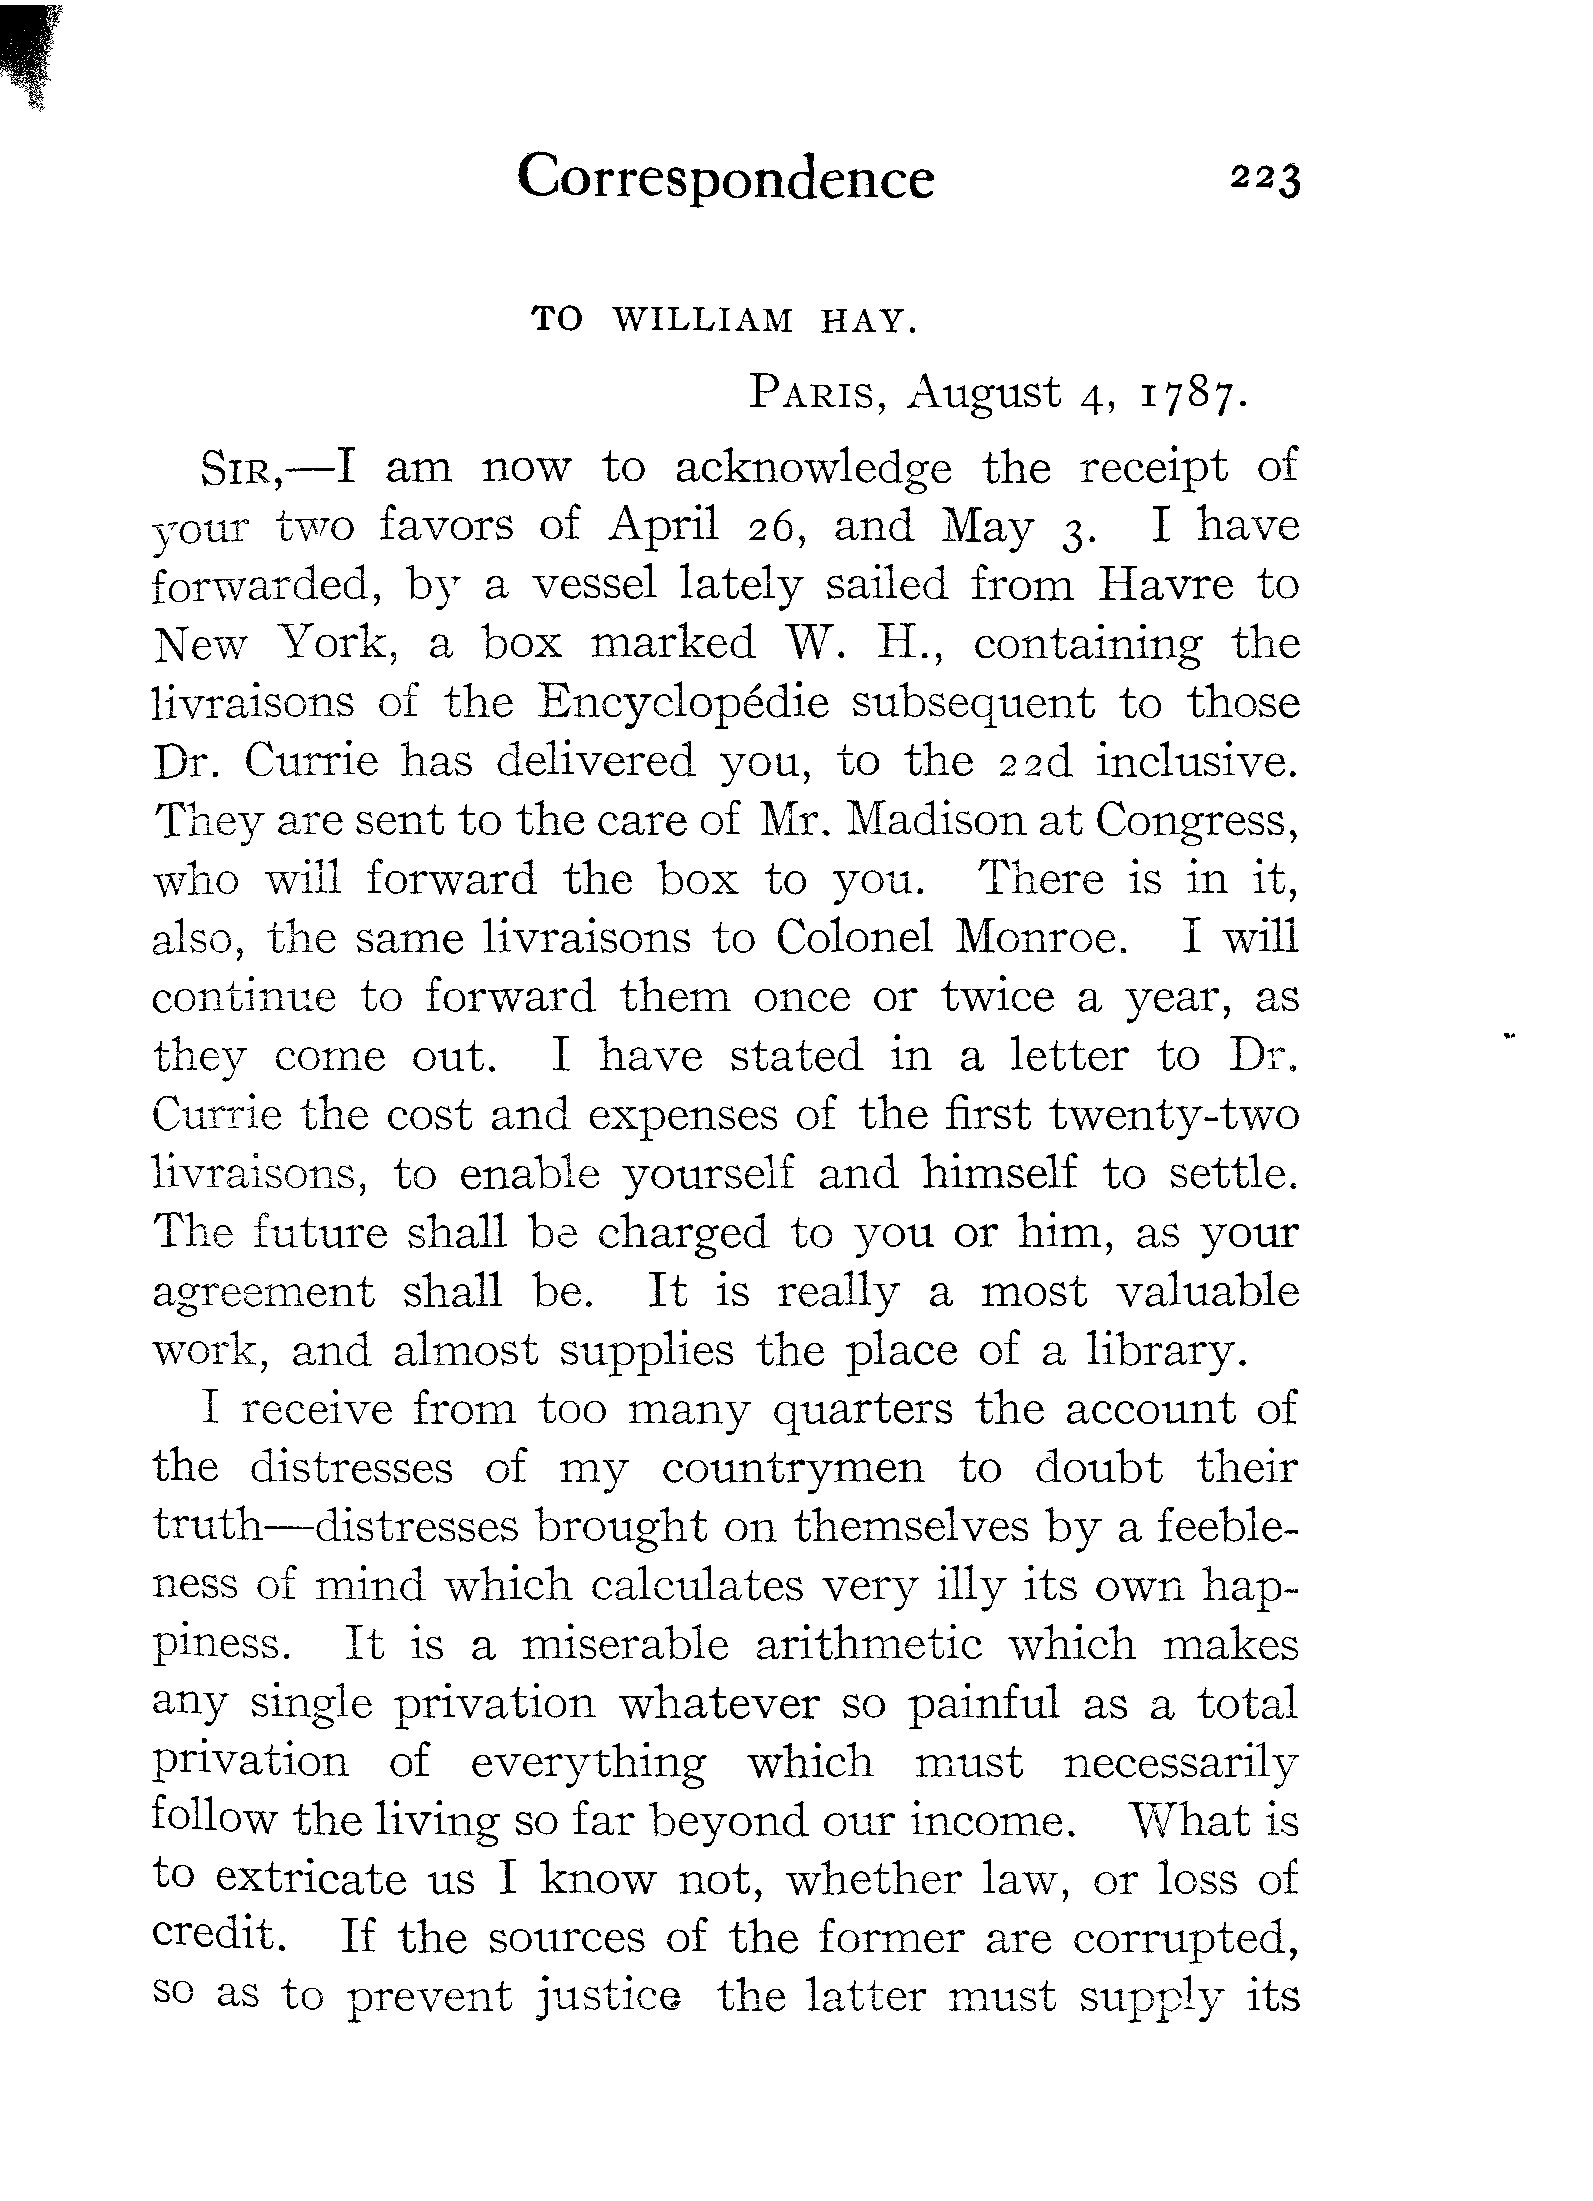 Correspondence 223
TO WILLIAM HAY.
PARIS, August 4, 1787.
SIR,—I am now to acknowledge the receipt of
your two favors of April 26, and May 3. I have
forwarded, by a vessel lately sailed from Havre to
New York, a box marked W. H., containing the
livraisons of the Encyclopédie subsequent to those
Dr. Currie has delivered you, to the 22d inclusive.
They are sent to the care of Mr. Madison at Congress,
who will forward the box to you. There is in it,
also, the same livraisons to Colonel Monroe. I will
continue to forward them once or twice a year, as
they come out. I have stated in a letter to Dr.
Currie the cost and expenses of the first twenty-two
livraisons, to enable yourself and himself to settle.
The future shall be charged to you or him, as your
agreement shall be. It is really a most valuable
work, and almost supplies the place of a library.
I receive from too many quarters the account of
the distresses of my countrymen to doubt their
truth—distresses brought on themselves by a feeble-
ness of mind which calculates very illy its own hap-
piness. It is a miserable arithmetic which makes
any single privation whatever so painful as a total
privation of everything which must necessarily
follow the living so far beyond our income. What is
to extricate us I know not, whether law, or loss of
credit. If the sources of the former are corrupted,
so as to prevent justice the latter must supply its